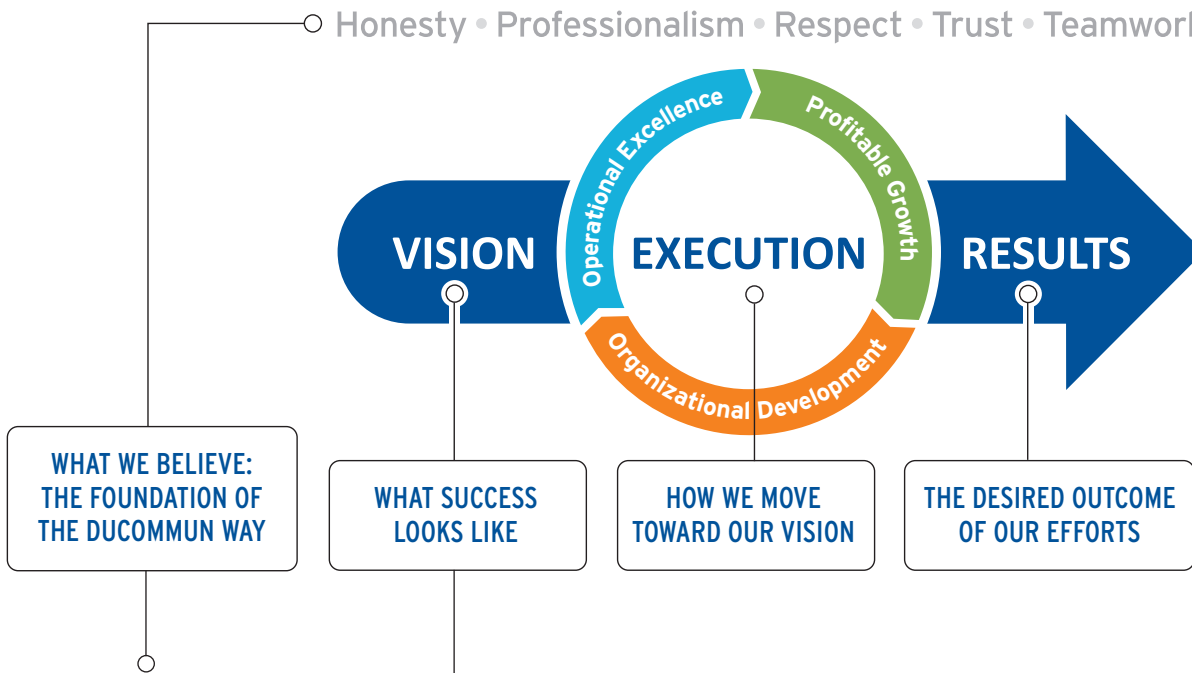 Honesty • Professionalism • Respect • Trust • Teamwork
Operational Excellence
Profitable Growth
VISION
EXECUTION
RESULTS
Organizational Development
WHAT WE BELIEVE:
THE FOUNDATION OF
THE DUCOMMUN WAY
WHAT SUCCESS
LOOKS LIKE
HOW WE MOVE
TOWARD OUR VISION
THE DESIRED OUTCOME
OF OUR EFFORTS